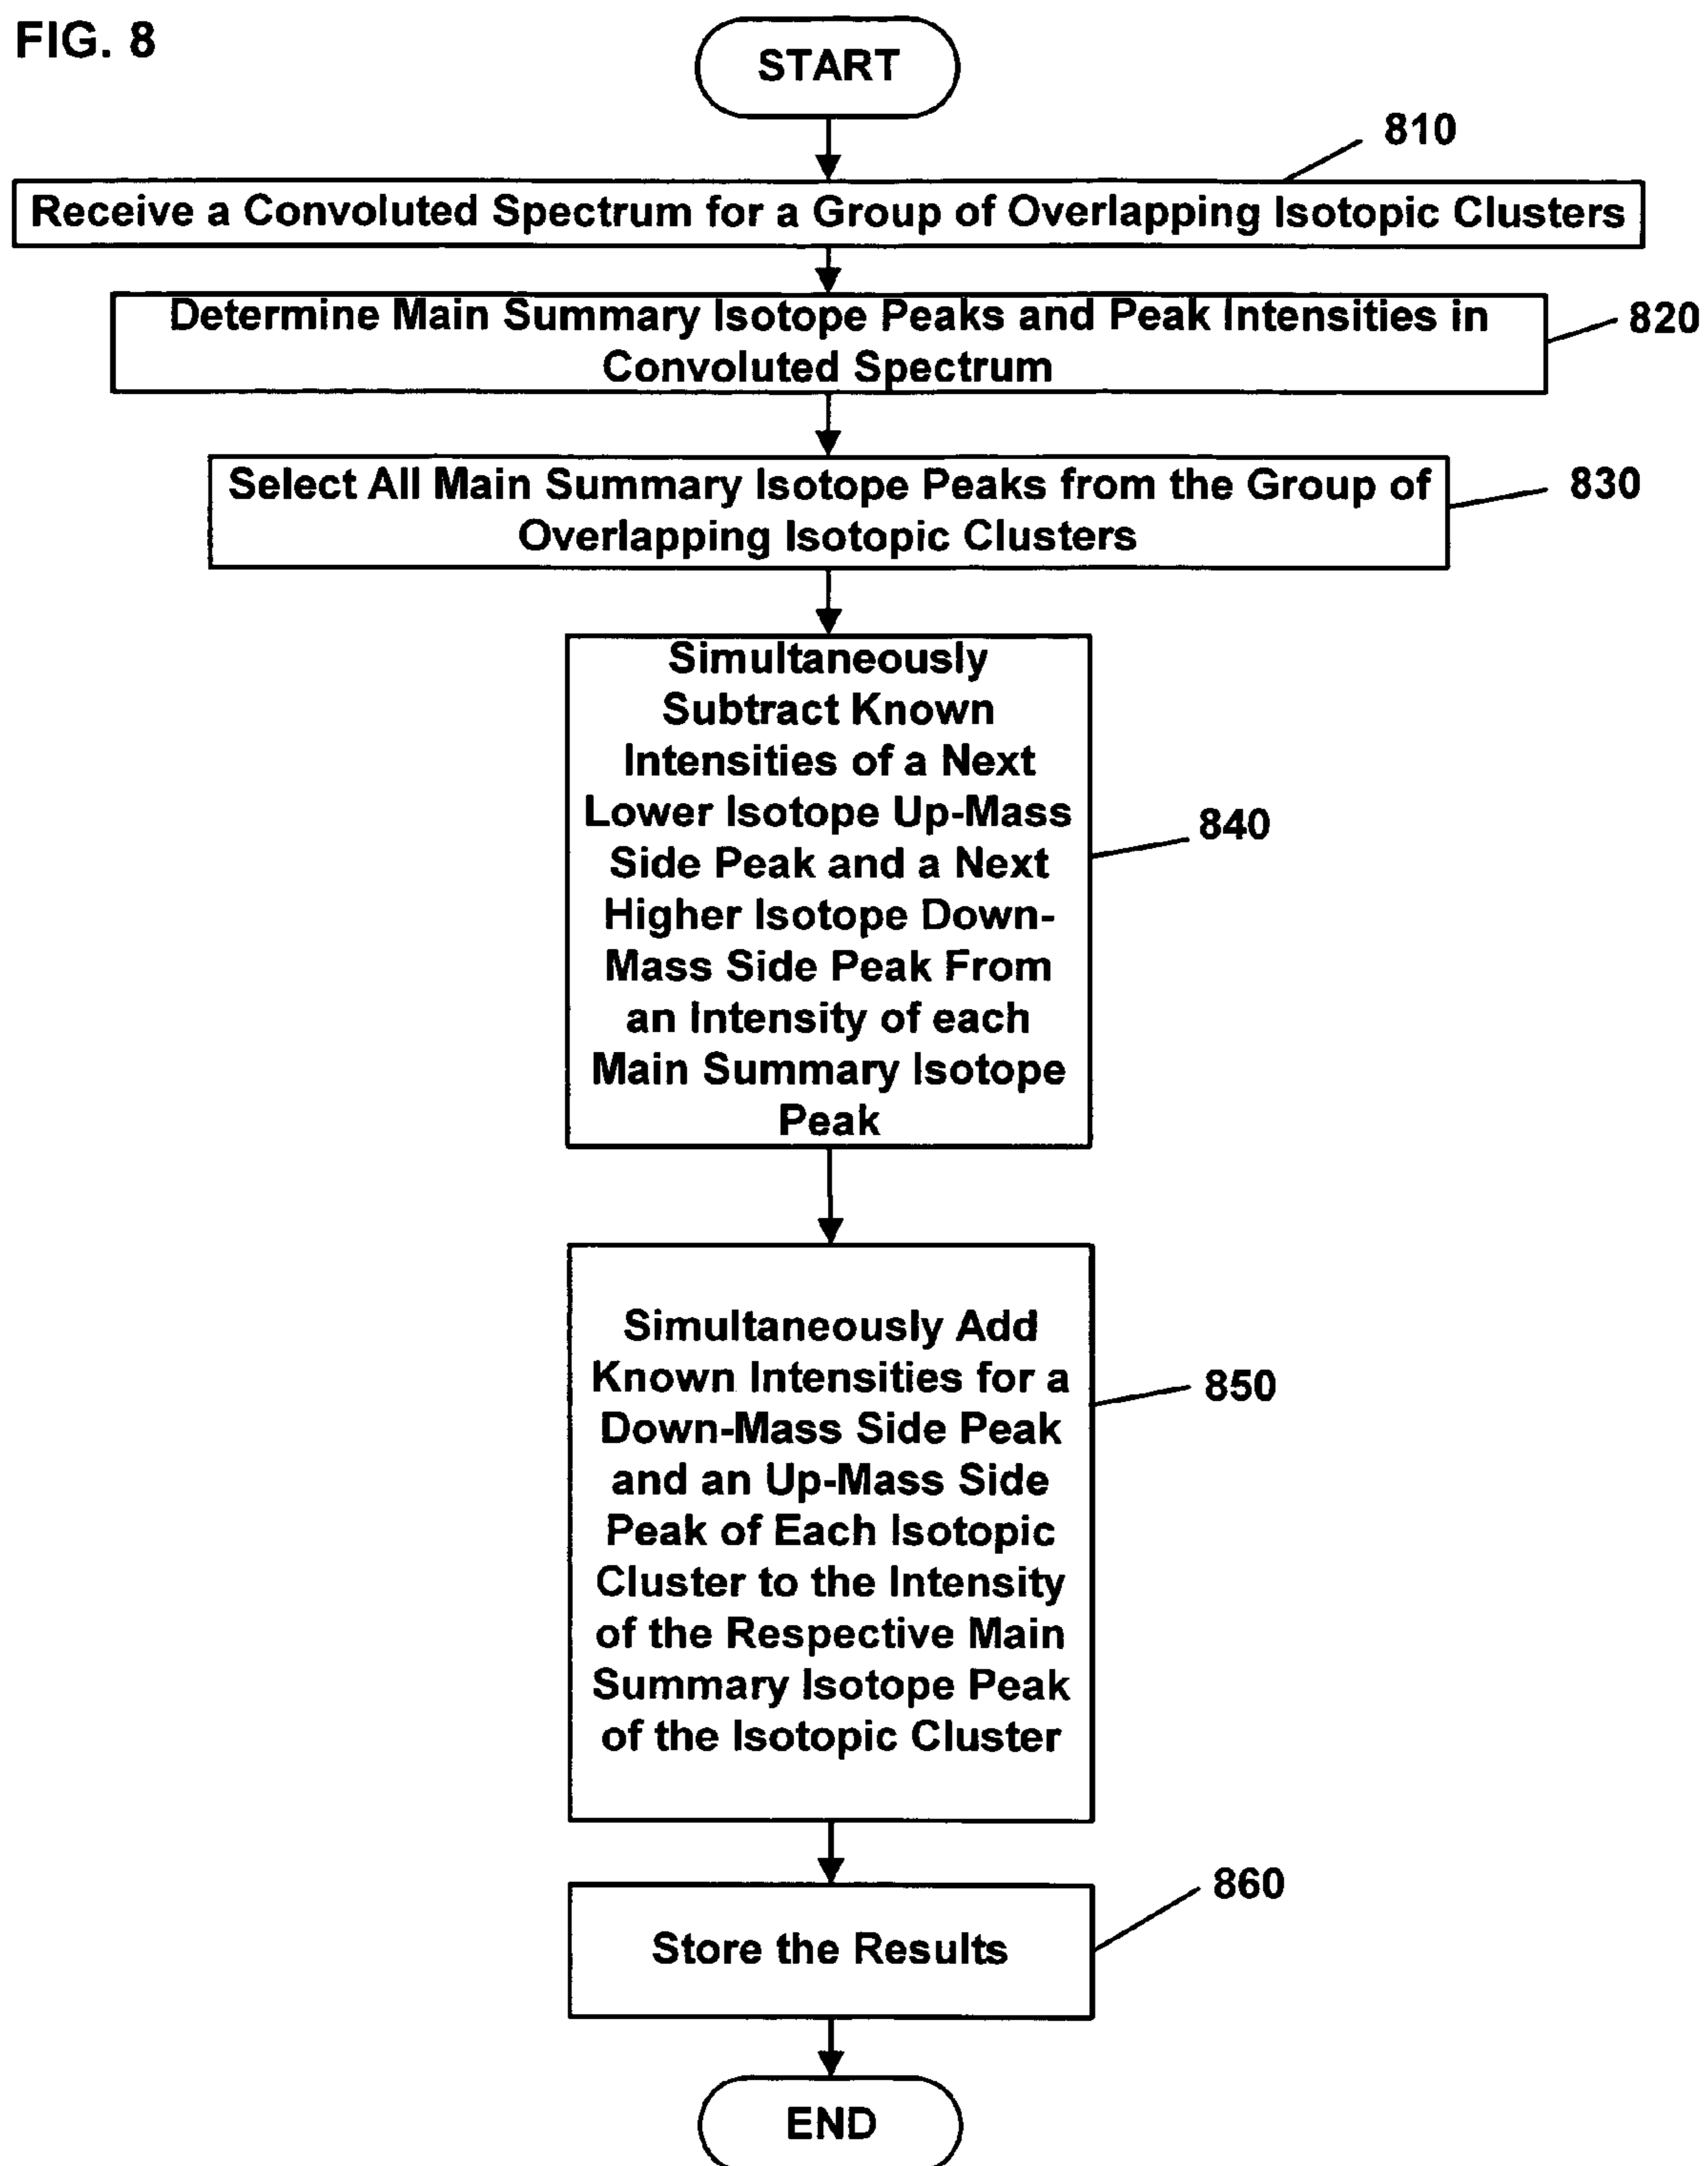 FIG. 8
START
810
Receive a Convoluted Spectrum for a Group of Overlapping Isotopic Clusters
Determine Main Summary Isotope Peaks and Peak Intensities in
Convoluted Spectrum
820
Select All Main Summary Isotope Peaks from the Group of
Overlapping Isotopic Clusters
830
Simultaneously
Subtract Known
Intensities of a Next
Lower Isotope Up-Mass
Side Peak and a Next
Higher Isotope Down-
Mass Side Peak From
an Intensity of each
Main Summary Isotope
Peak
840
Simultaneously Add
Known Intensities for a
Down-Mass Side Peak
and an Up-Mass Side
Peak of Each Isotopic
Cluster to the Intensity
of the Respective Main
Summary Isotope Peak
of the Isotopic Cluster
850
860
Store the Results
END